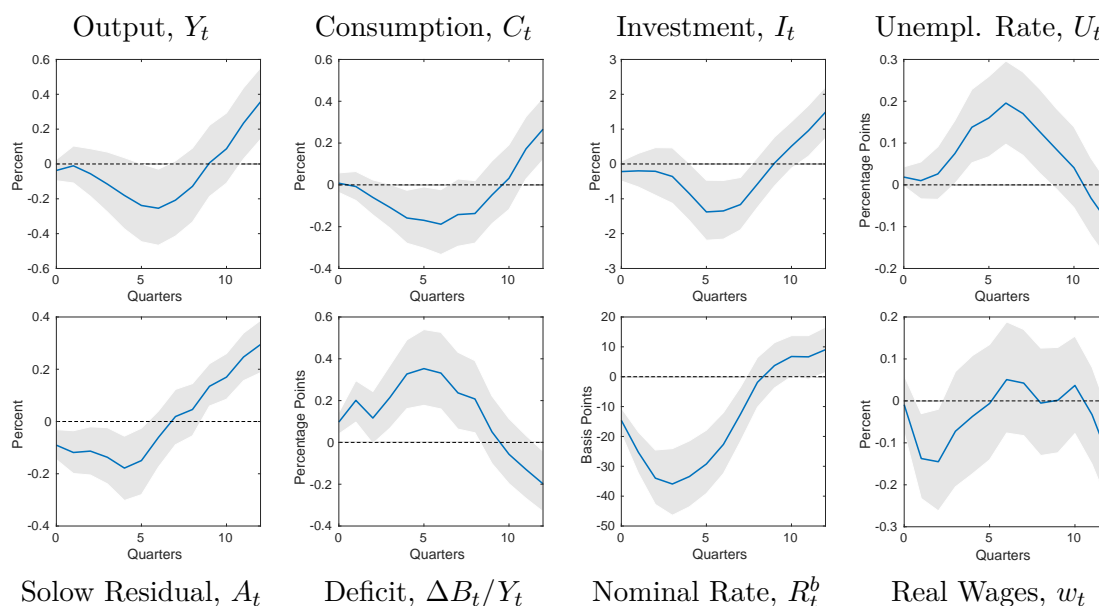 Output, Y_t
Consumption, C_t
Investment, I_t
Unempl. Rate, U_t
Percent
0.6
0.4
0.2
0
-0.2
-0.4
-0.6
0 5 10
Quarters
Percent
0.6
0.4
0.2
0
-0.2
-0.4
0 5 10
Quarters
Percent
3
2
1
0
-1
-2
-3
0 5 10
Quarters
Percentage Points
0.3
0.2
0.1
0
-0.1
-0.2
0 5 10
Quarters
Percent
0.4
0.2
0
-0.2
-0.4
0 5 10
Quarters
Percentage Points
0.6
0.4
0.2
0
-0.2
-0.4
0 5 10
Quarters
Basis Points
20
10
0
-10
-20
-30
-40
-50
0 5 10
Quarters
Percent
0.2
0.1
0
-0.1
-0.2
-0.3
0 5 10
Quarters
Solow Residual, A_t
Deficit, ΔB_t/Y_t
Nominal Rate, R_t^b
Real Wages, w_t